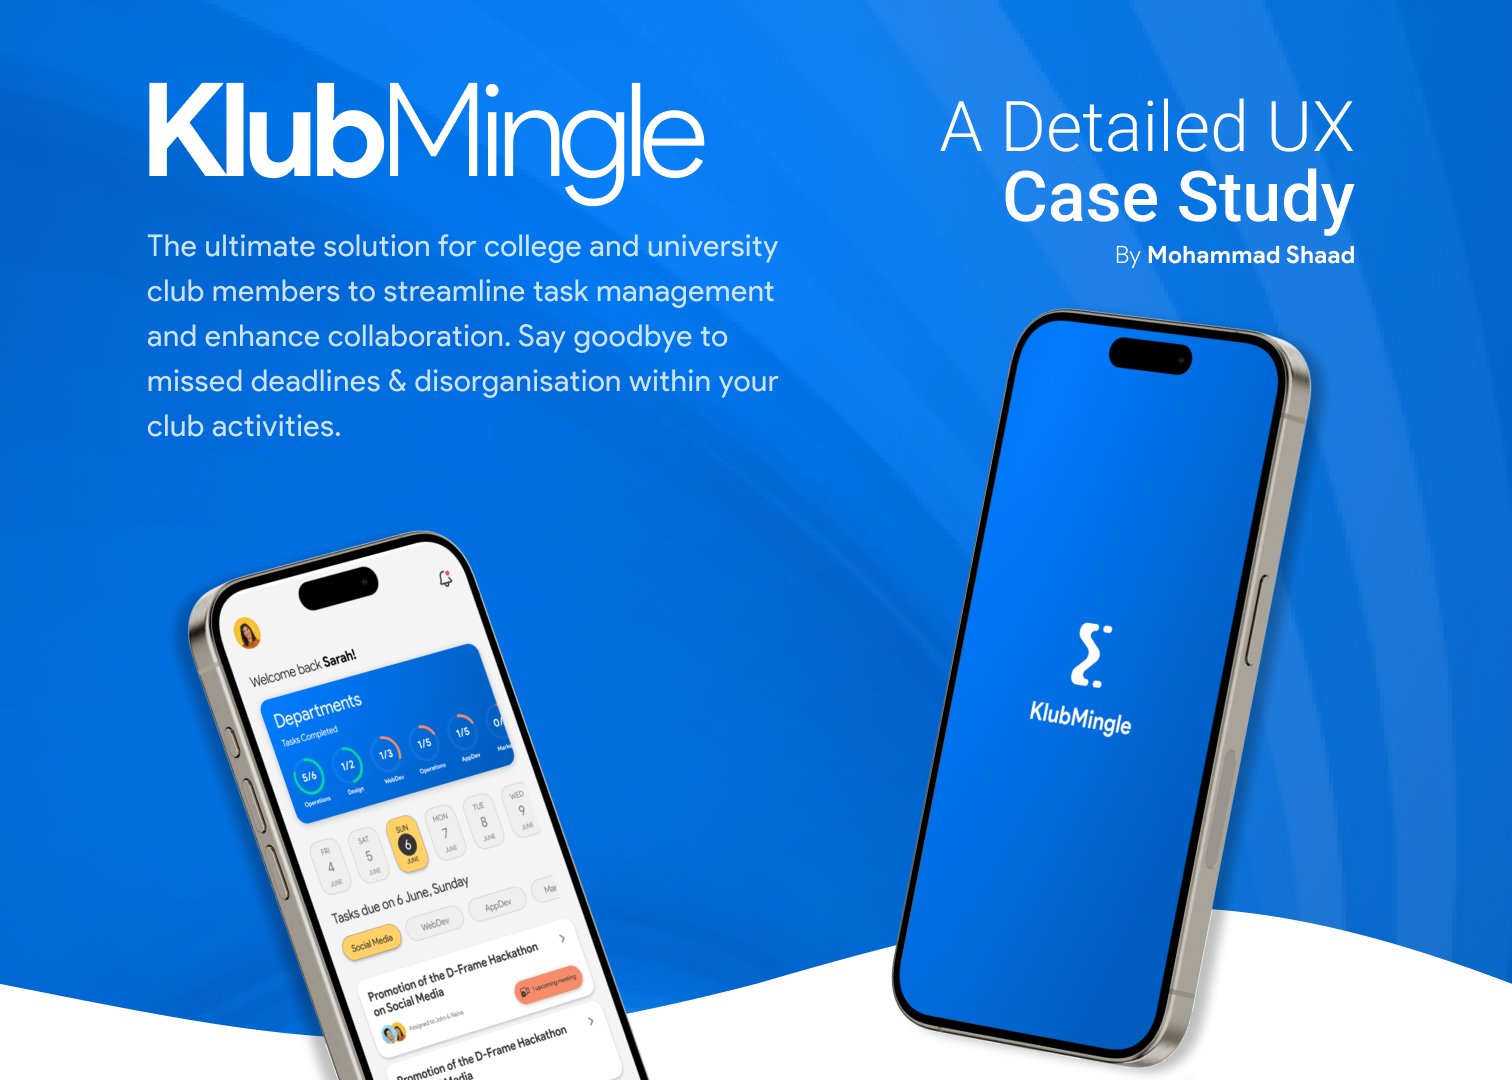 KlubMingle
The ultimate solution for college and university
club members to streamline task management
and enhance collaboration. Say goodbye to
missed deadlines & disorganisation within your
club activities.
A Detailed UX
Case Study
By Mohammad Shaad
Welcome back Sarah!
Departments
Tasks Completed
5/6 1/2 1/3 1/5 1/5 0/
Operations Design WebDev Operations AppDev
FRI SAT SUN MON TUE WED
4 5 6 7 8 9
JUNE JUNE JUNE JUNE JUNE JUNE
Tasks due on 6 June, Sunday
Social Media WebDev AppDev Mar
Promotion of the D-Frame Hackathon
on Social Media
Assigned to John & Naina
1 upcoming meeting
Promotion of the D-Frame Hackathon
KlubMingle